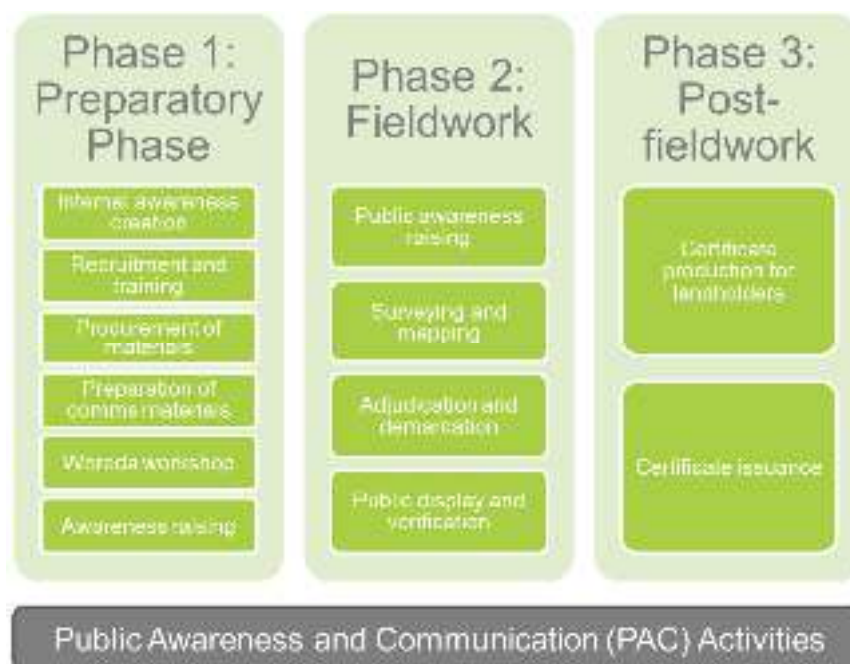 Phase 1:
Preparatory
Phase
Internal awareness
creation
Recruitment and
training
Procurement of
materials
Preparation of
comms materials
Woreda workshop
Awareness raising
Phase 2:
Fieldwork
Public awareness
raising
Surveying and
mapping
Adjudication and
demarcation
Public display and
verification
Phase 3:
Post-
fieldwork
Certificate
production for
landholders
Certificate issuance
Public Awareness and Communication (PAC) Activities